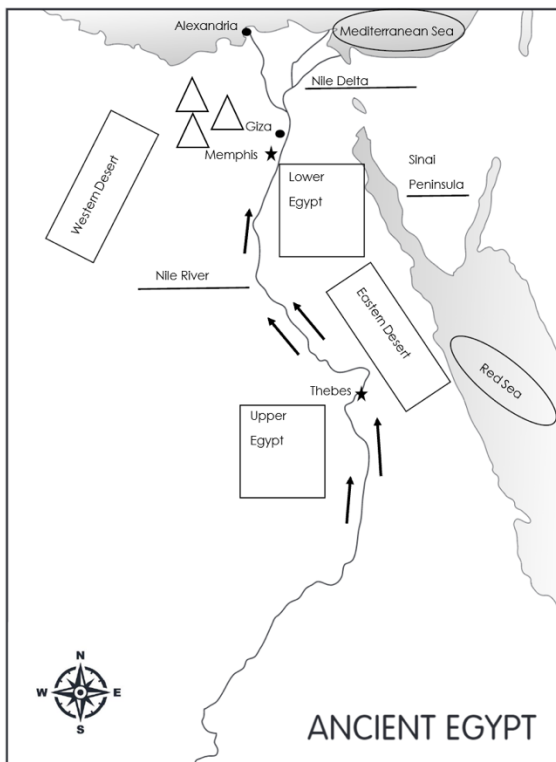 Alexandria
Mediterranean Sea
Nile Delta
Giza
Memphis
Sinai
Peninsula
Western Desert
Lower
Egypt
Nile River
Eastern Desert
Red Sea
Thebes
Upper
Egypt
N
W
E
S
ANCIENT EGYPT